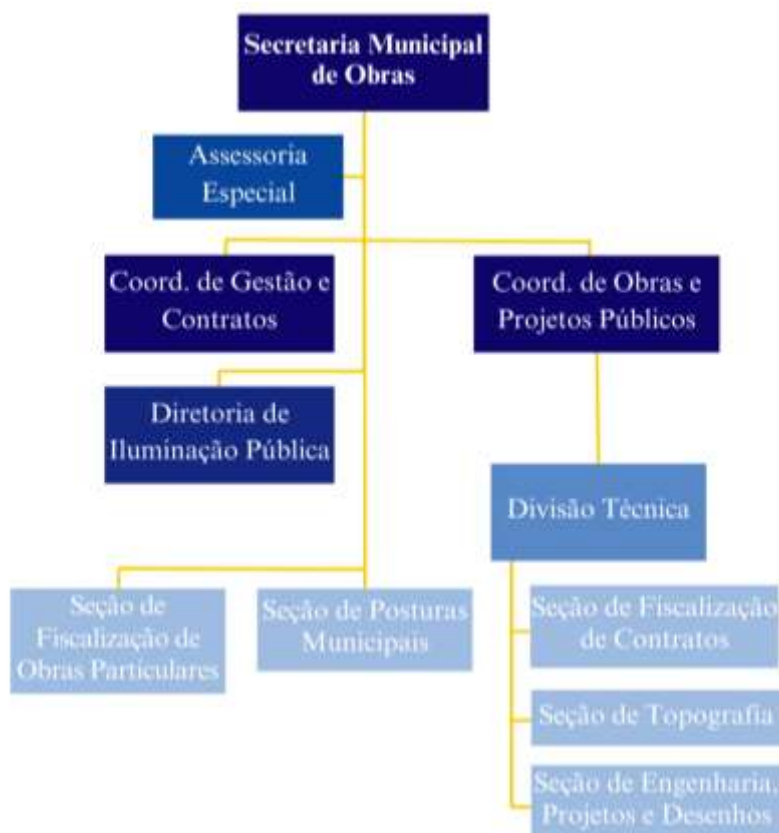 Secretaria Municipal
de Obras
Assessoria
Especial
Coord. de Gestão e
Contratos
Coord. de Obras e
Projetos Públicos
Diretoria de
Iluminação Pública
Divisão Técnica
Seção de
Fiscalização de
Obras Particulares
Seção de Posturas
Municipais
Seção de Fiscalização
de Contratos
Seção de Topografia
Seção de Engenharia,
Projetos e Desenhos